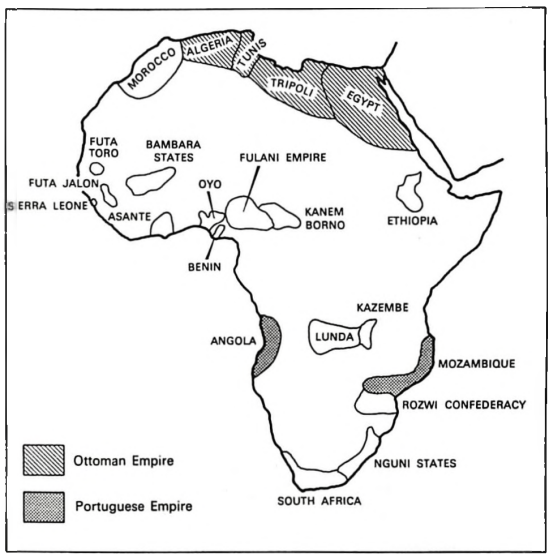 MOROCCO
ALGERIA
TUNIS
TRIPOLI
EGYPT
FUTA
TORO
BAMBARA
STATES
FULANI EMPIRE
FUTA JALON
OYO
SIERRA LEONE
ASANTE
KANEM
BORNO
ETHIOPIA
BENIN
KAZEMBE
ANGOLA
LUNDA
MOZAMBIQUE
ROZWI CONFEDERACY
NGUNI STATES
SOUTH AFRICA
Ottoman Empire
Portuguese Empire